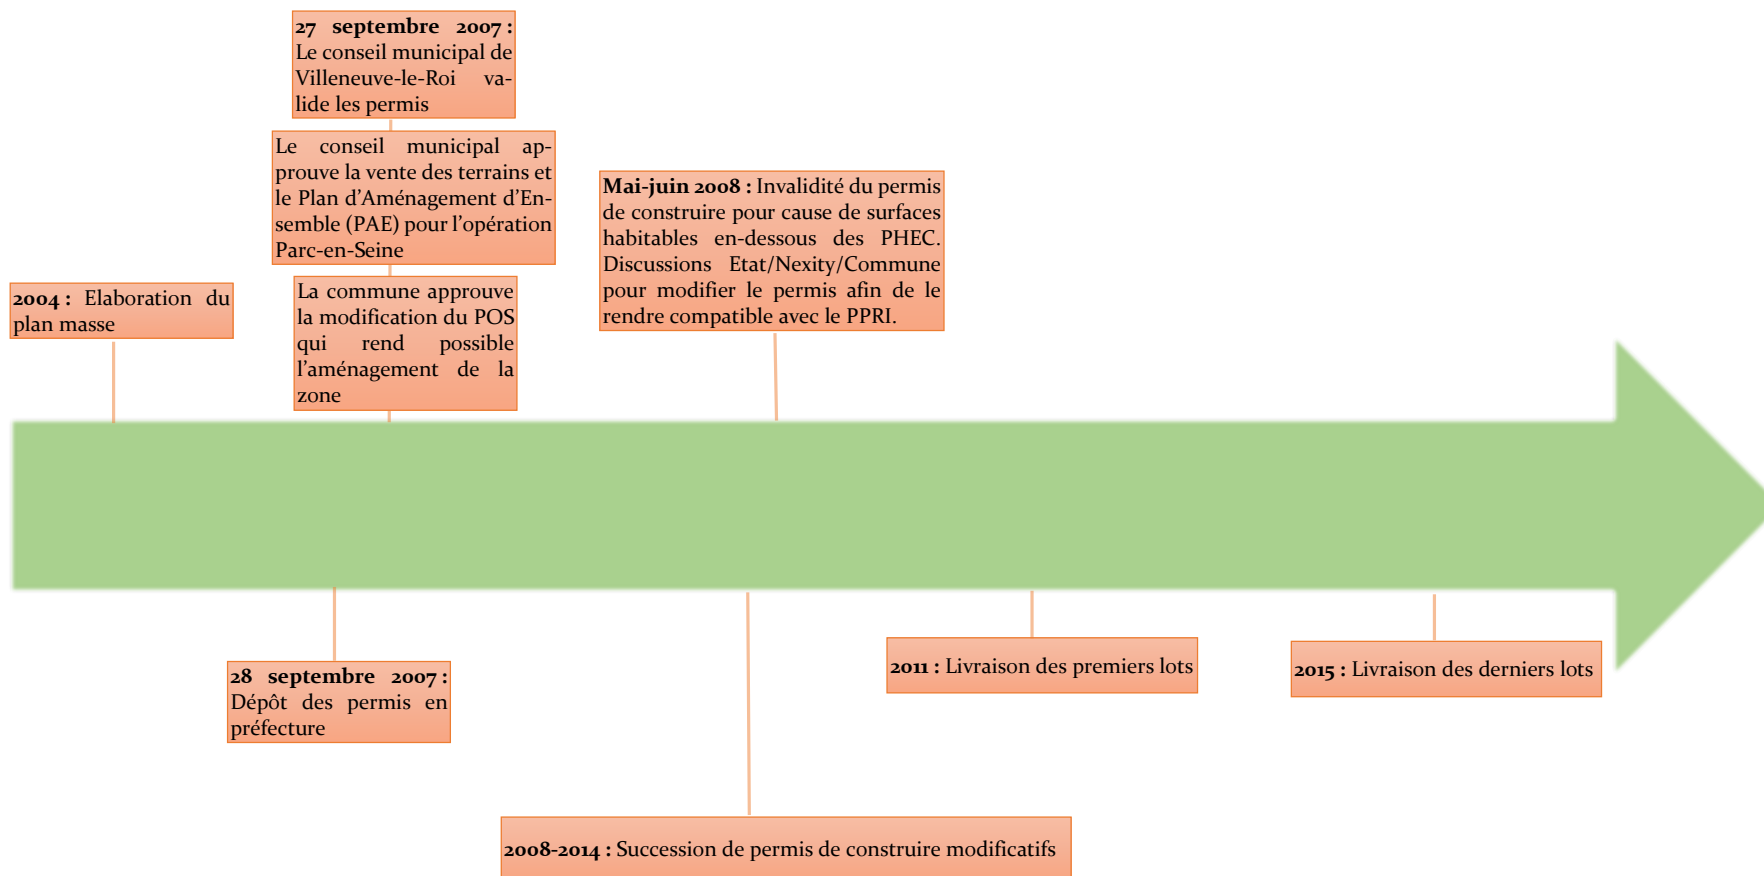 27 septembre 2007 :
Le conseil municipal de
Villeneuve-le-Roi va-
lide les permis
Le conseil municipal ap-
prouve la vente des terrains et
le Plan d’Aménagement d’En-
semble (PAE) pour l’opération
Parc-en-Seine
La commune approuve
la modification du POS
qui rend possible
l’aménagement de la
zone
2004 : Elaboration du
plan masse
Mai-juin 2008 : Invalidité du permis
de construire pour cause de surfaces
habitables en-dessous des PHEC.
Discussions Etat/Nexity/Commune
pour modifier le permis afin de le
rendre compatible avec le PPRI.
28 septembre 2007 :
Dépôt des permis en
préfecture
2011 : Livraison des premiers lots
2015 : Livraison des derniers lots
2008-2014 : Succession de permis de construire modificatifs